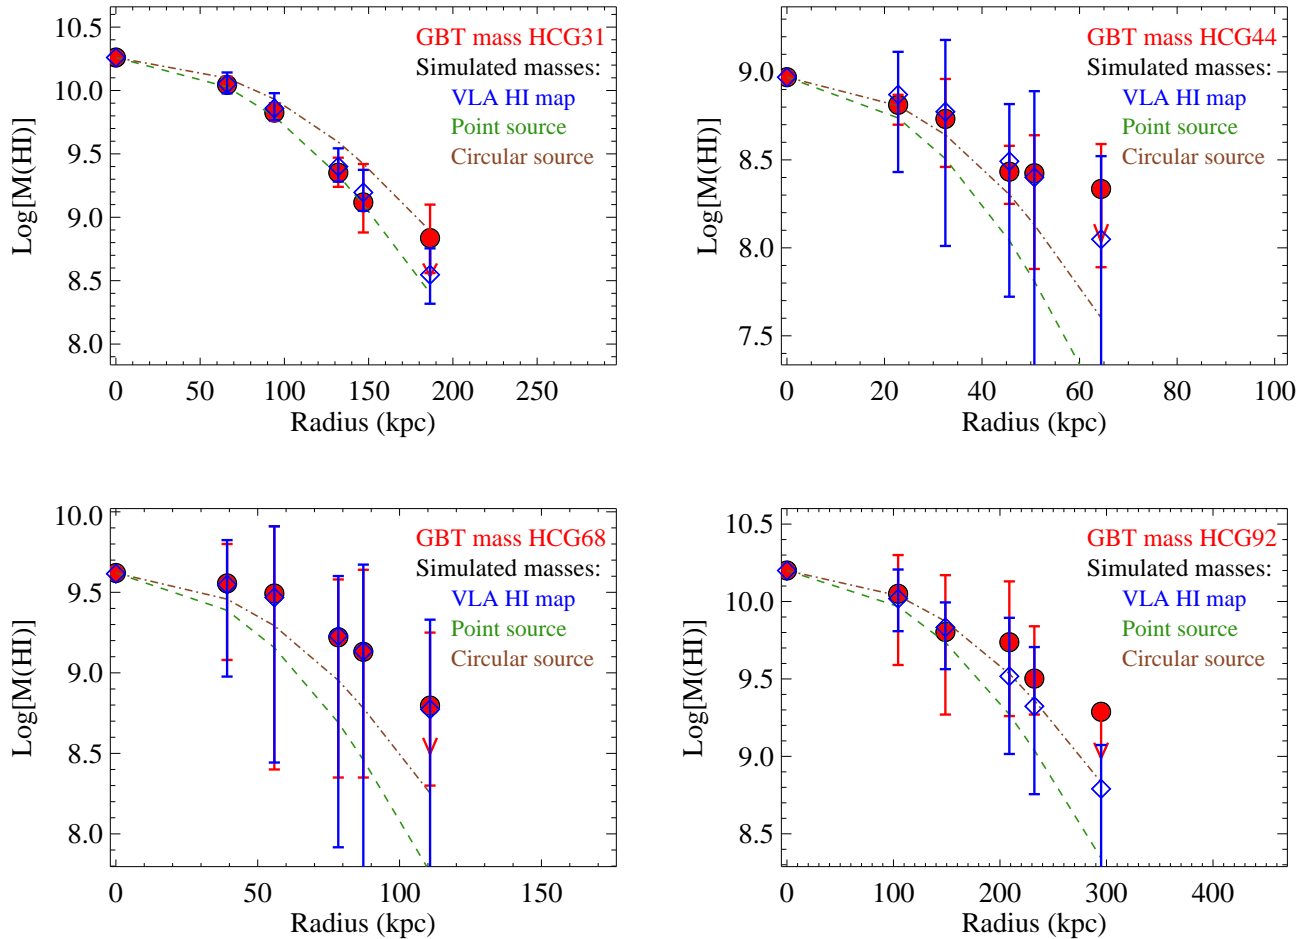 GBT mass HCG31
Simulated masses:
VLA HI map
Point source
Circular source
Log[M(HI)]
10.5
10.0
9.5
9.0
8.5
8.0
0 50 100 150 200 250
Radius (kpc)
GBT mass HCG44
Simulated masses:
VLA HI map
Point source
Circular source
Log[M(HI)]
9.0
8.5
8.0
7.5
0 20 40 60 80 100
Radius (kpc)
GBT mass HCG68
Simulated masses:
VLA HI map
Point source
Circular source
Log[M(HI)]
10.0
9.5
9.0
8.5
8.0
0 50 100 150
Radius (kpc)
GBT mass HCG92
Simulated masses:
VLA HI map
Point source
Circular source
Log[M(HI)]
10.5
10.0
9.5
9.0
8.5
0 100 200 300 400
Radius (kpc)